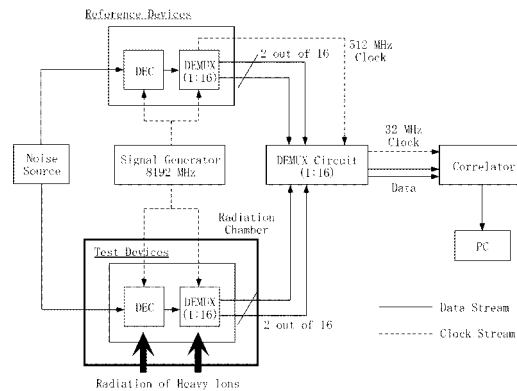 Reference Devices
DEC
DEMUX
(1:16)
2 out of 16
512 MHz
Clock
Noise
Source
Signal Generator
8192 MHz
DEMUX Circuit
(1:16)
32 MHz
Clock
Data
Correlator
PC
Radiation
Chamber
Test Devices
DEC
DEMUX
(1:16)
2 out of 16
Radiation of Heavy Ions
Data Stream
Clock Stream